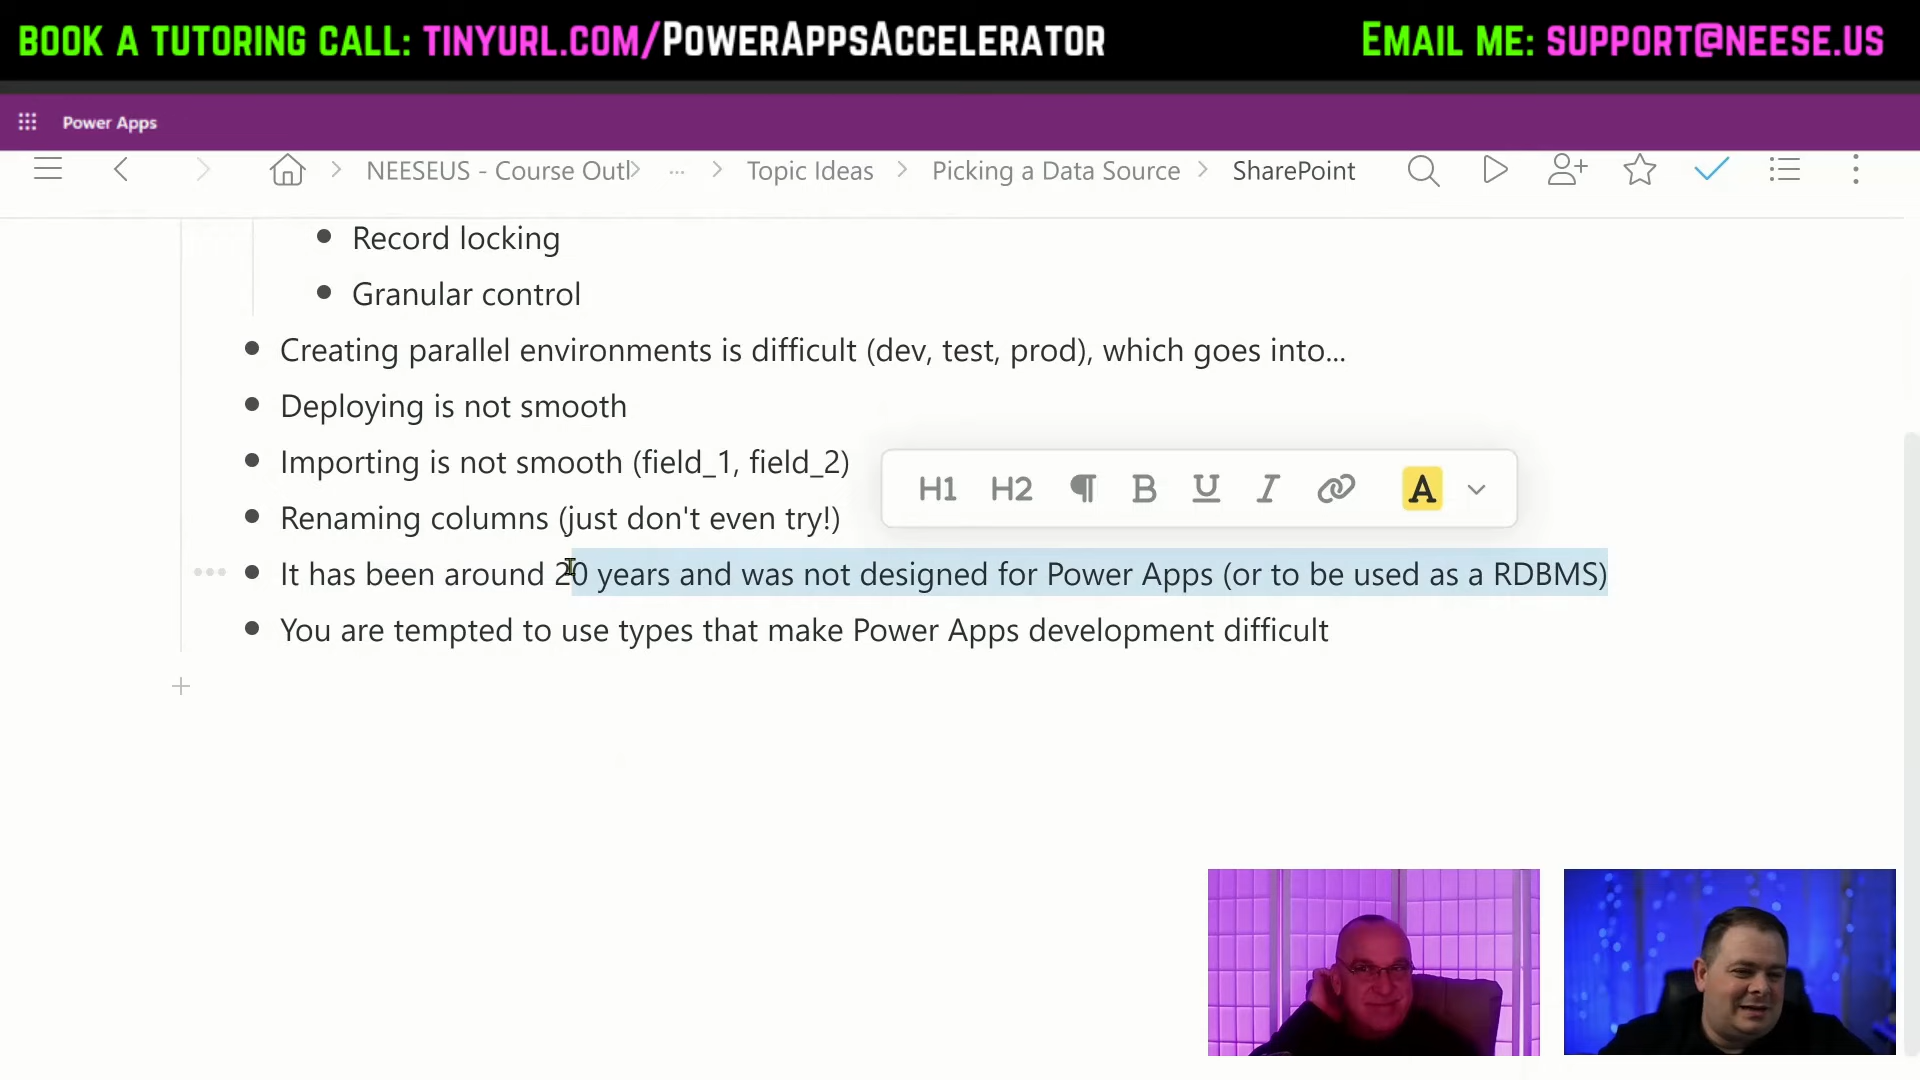 BOOK A TUTORING CALL: TINYURL.COM/POWERAPPSACCELERATOR
EMAIL ME: SUPPORT@NEESE.US
Power Apps
NEESEUS - Course Outl
...
Topic Ideas
Picking a Data Source
SharePoint
Record locking
Granular control
Creating parallel environments is difficult (dev, test, prod), which goes into...
Deploying is not smooth
Importing is not smooth (field_1, field_2)
H1 H2 ¶ B U I A
Renaming columns (just don't even try!)
It has been around 20 years and was not designed for Power Apps (or to be used as a RDBMS)
You are tempted to use types that make Power Apps development difficult